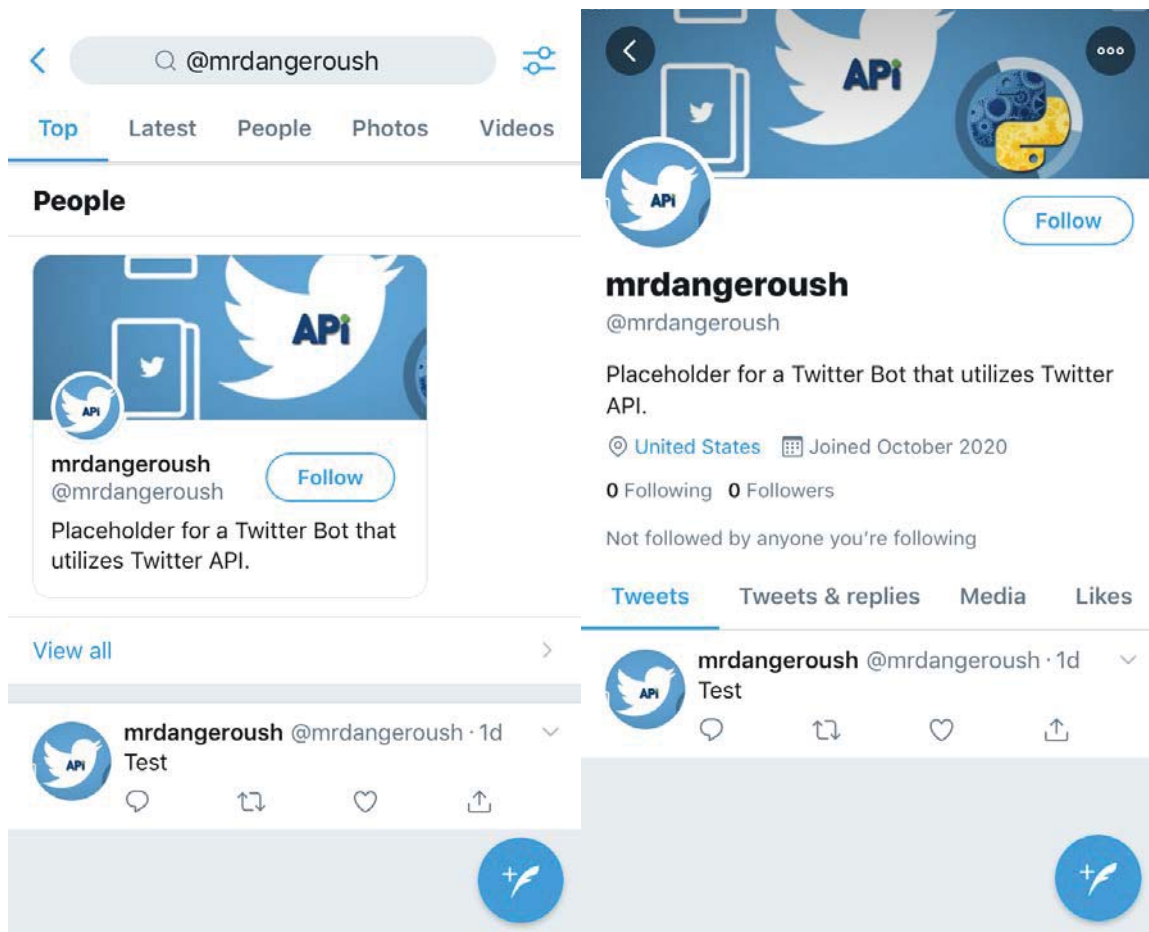 @mrdangeroush
Top Latest People Photos Videos
People
APi
APi
mrdangeroush
@mrdangeroush
Follow
Placeholder for a Twitter Bot that
utilizes Twitter API.
View all
mrdangeroush @mrdangeroush · 1d
Test
APi
APi
APi
Follow
mrdangeroush
@mrdangeroush
Placeholder for a Twitter Bot that utilizes Twitter
API.
United States Joined October 2020
0 Following 0 Followers
Not followed by anyone you're following
Tweets Tweets & replies Media Likes
mrdangeroush @mrdangeroush · 1d
Test
APi